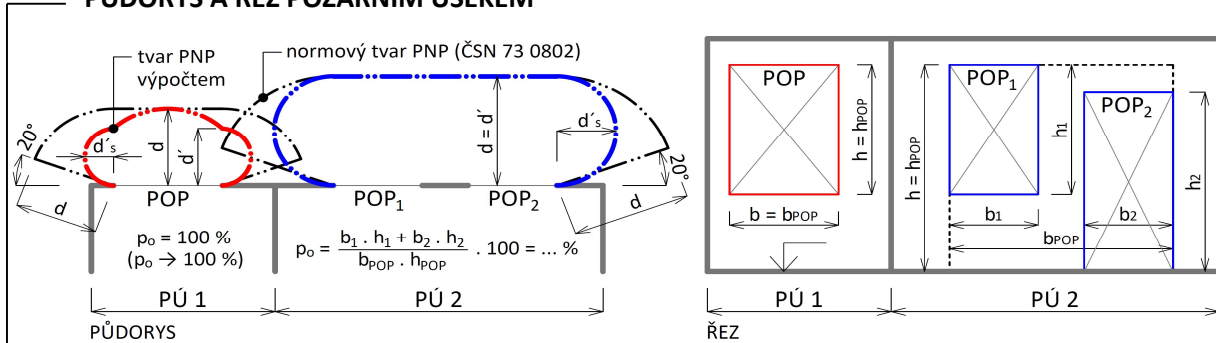 PŮDORYS A ŘEZ POŽÁRNÍM ÚSEKEM
tvar PNP
výpočtem
normový tvar PNP (ČSN 73 0802)
20°
d´s
d
d´
d
POP
d = d´
d´s
20°
d
POP1
POP2
po = 100 %
(po → 100 %)
po = b1 . h1 + b2 . h2 / bPOP . hPOP . 100 = ... %
PÚ 1
PÚ 2
PŮDORYS
POP
h = hPOP
b = bPOP
h = hPOP
POP1
h1
b1
POP2
h2
b2
bPOP
PÚ 1
PÚ 2
ŘEZ